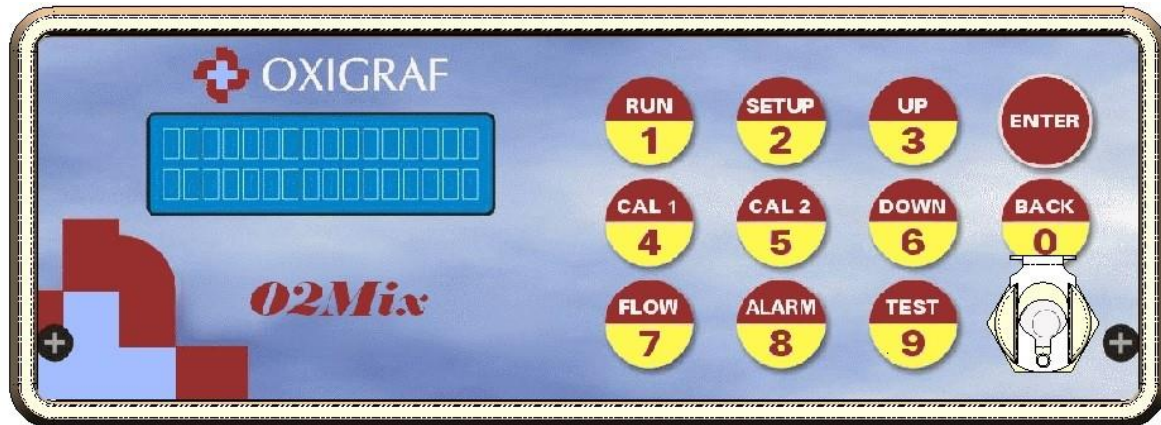 OXIGRAF
RUN SETUP UP ENTER
1 2 3
CAL 1 CAL 2 DOWN BACK
4 5 6 0
02Mix
FLOW ALARM TEST
7 8 9